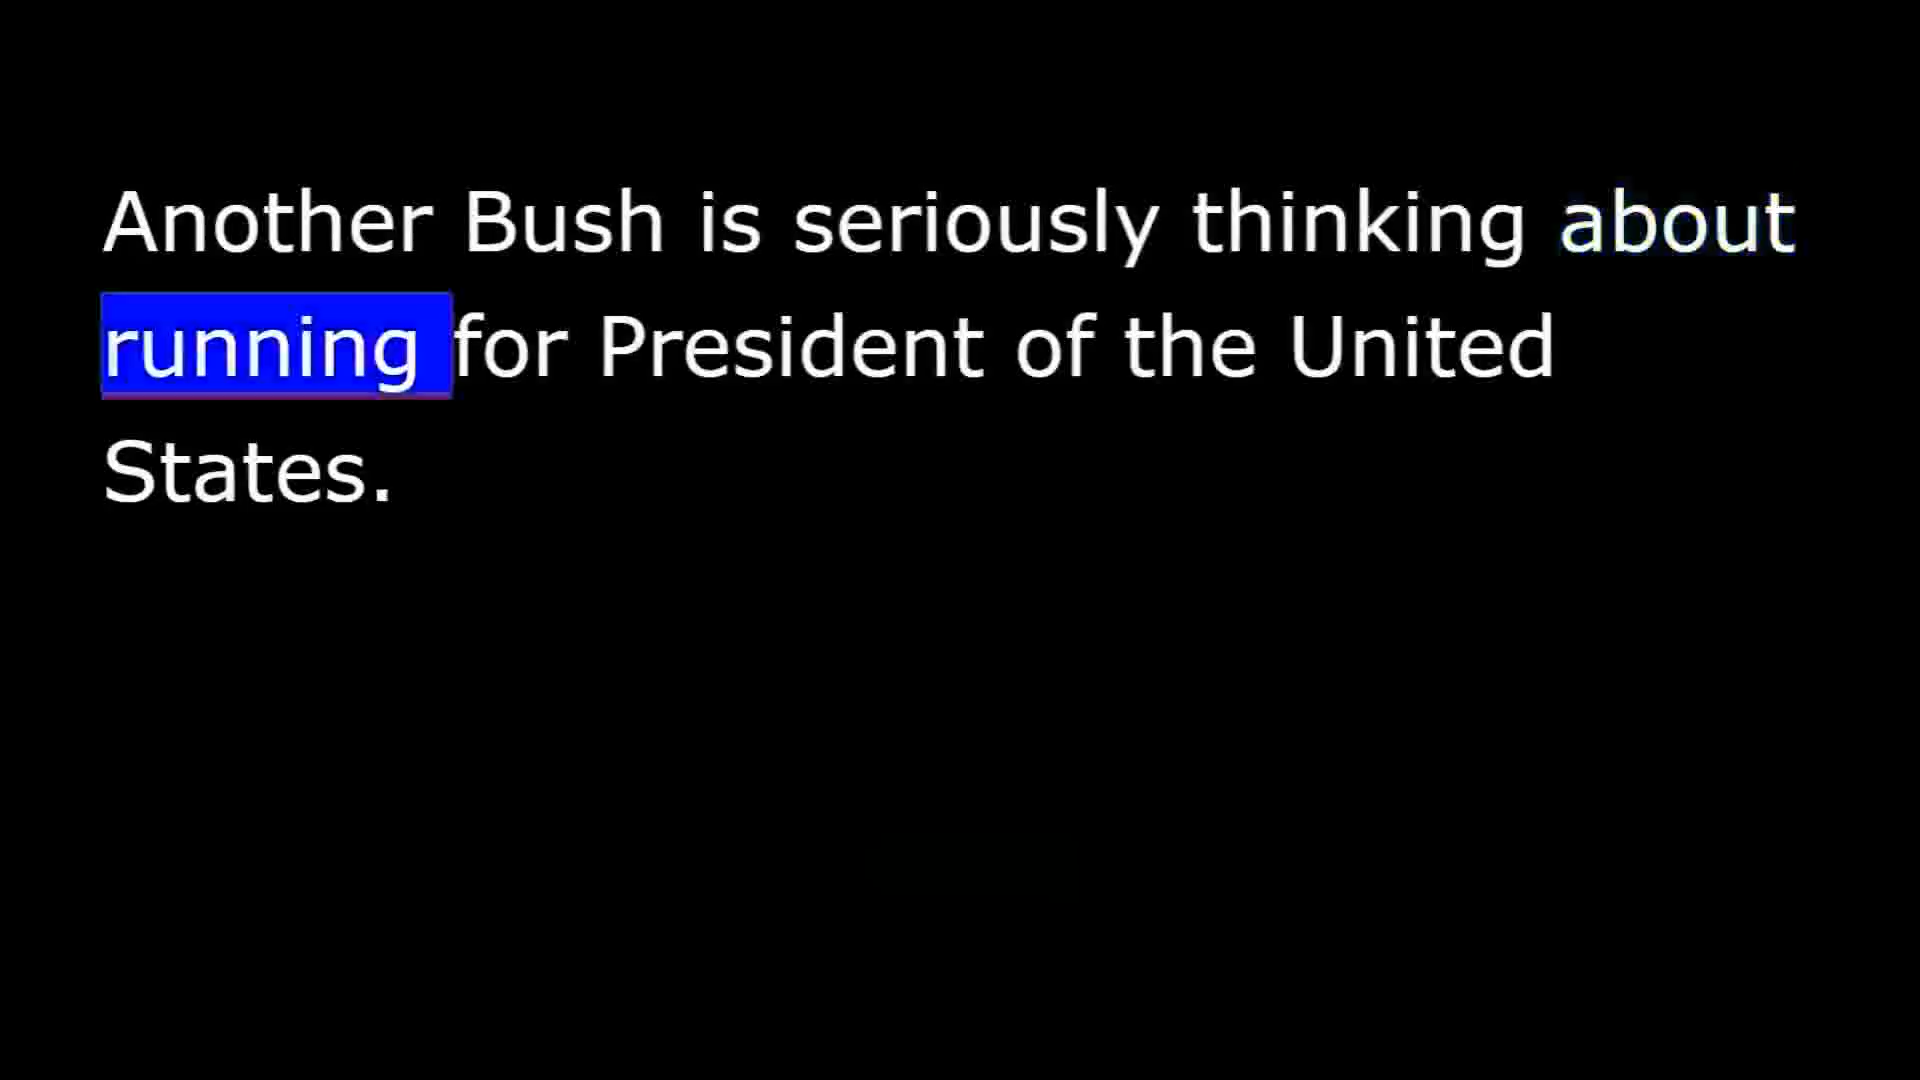 Another Bush is seriously thinking about
running for President of the United
States.